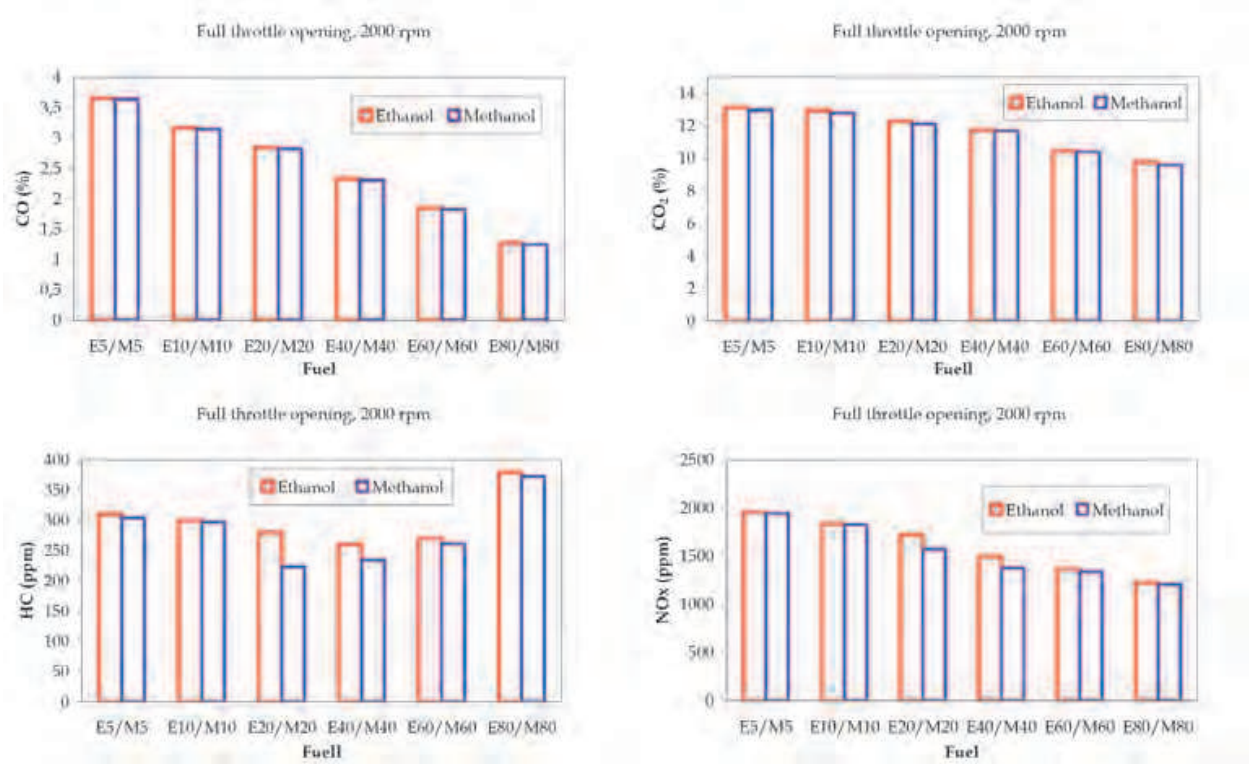 Full throttle opening, 2000 rpm
CO (%)
4
3,5
3
2,5
2
1,5
1
0,5
0
Ethanol Methanol
E5/M5 E10/M10 E20/M20 E40/M40 E60/M60 E80/M80
Fuel
Full throttle opening, 2000 rpm
CO₂ (%)
14
12
10
8
6
4
2
0
Ethanol Methanol
E5/M5 E10/M10 E20/M20 E40/M40 E60/M60 E80/M80
Fuell
Full throttle opening, 2000 rpm
HC (ppm)
400
350
300
250
200
150
100
50
0
Ethanol Methanol
E5/M5 E10/M10 E20/M20 E40/M40 E60/M60 E80/M80
Fuell
Full throttle opening, 2000 rpm
NOx (ppm)
2500
2000
1500
1000
500
0
Ethanol Methanol
E5/M5 E10/M10 E20/M20 E40/M40 E60/M60 E80/M80
Fuel